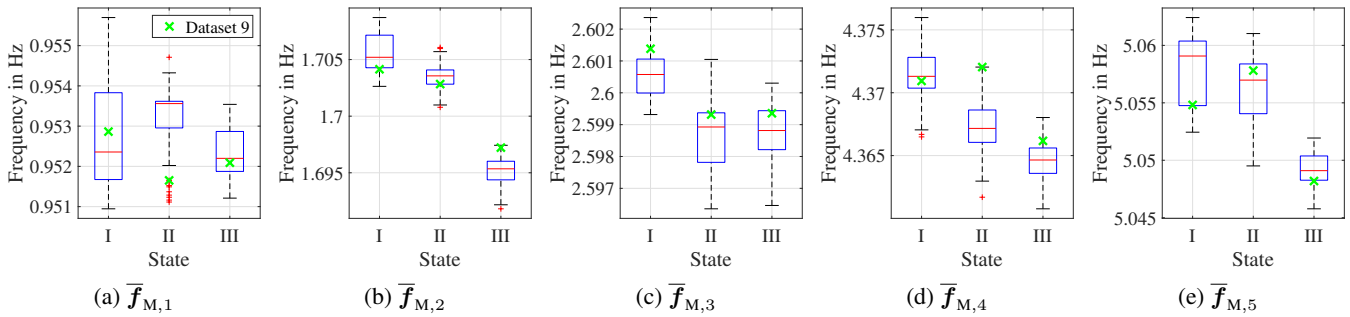 Frequency in Hz
0.955
0.954
0.953
0.952
0.951
× Dataset 9
I II III
State
(a) f̅M,1
Frequency in Hz
1.705
1.7
1.695
I II III
State
(b) f̅M,2
Frequency in Hz
2.602
2.601
2.6
2.599
2.598
2.597
I II III
State
(c) f̅M,3
Frequency in Hz
4.375
4.37
4.365
I II III
State
(d) f̅M,4
Frequency in Hz
5.06
5.055
5.05
5.045
I II III
State
(e) f̅M,5